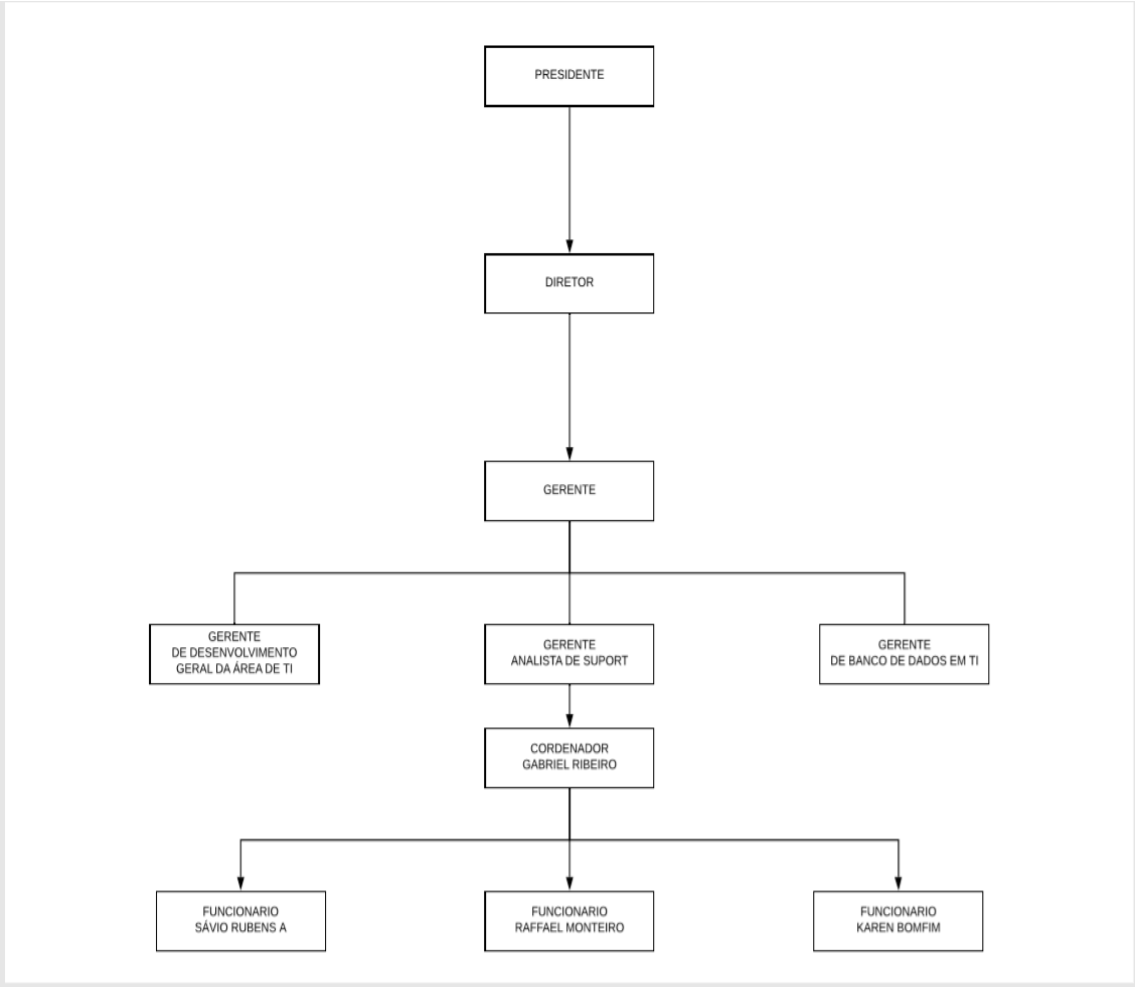 PRESIDENTE
DIRETOR
GERENTE
GERENTE
DE DESENVOLVIMENTO
GERAL DA ÁREA DE TI
GERENTE
ANALISTA DE SUPORT
GERENTE
DE BANCO DE DADOS EM TI
CORDENADOR
GABRIEL RIBEIRO
FUNCIONARIO
SÁVIO RUBENS A
FUNCIONARIO
RAFFAEL MONTEIRO
FUNCIONARIO
KAREN BOMFIM